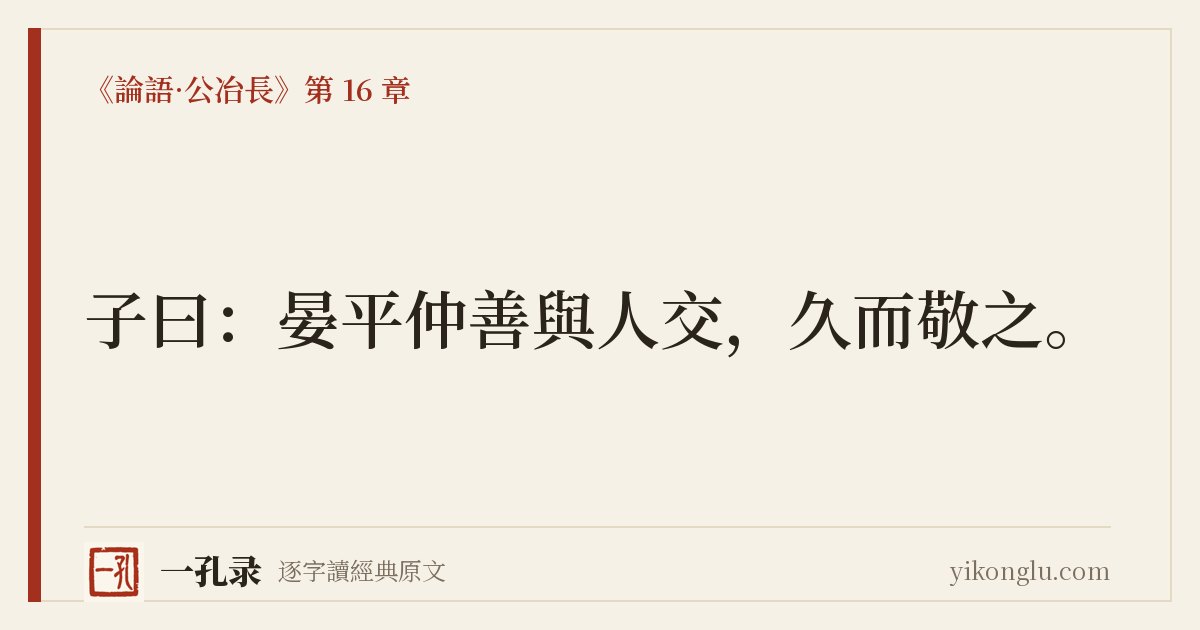 《論語·公冶長》第 16 章
子曰：晏平仲善與人交，久而敬之。
一孔
一孔录 逐字讀經典原文
yikonglu.com